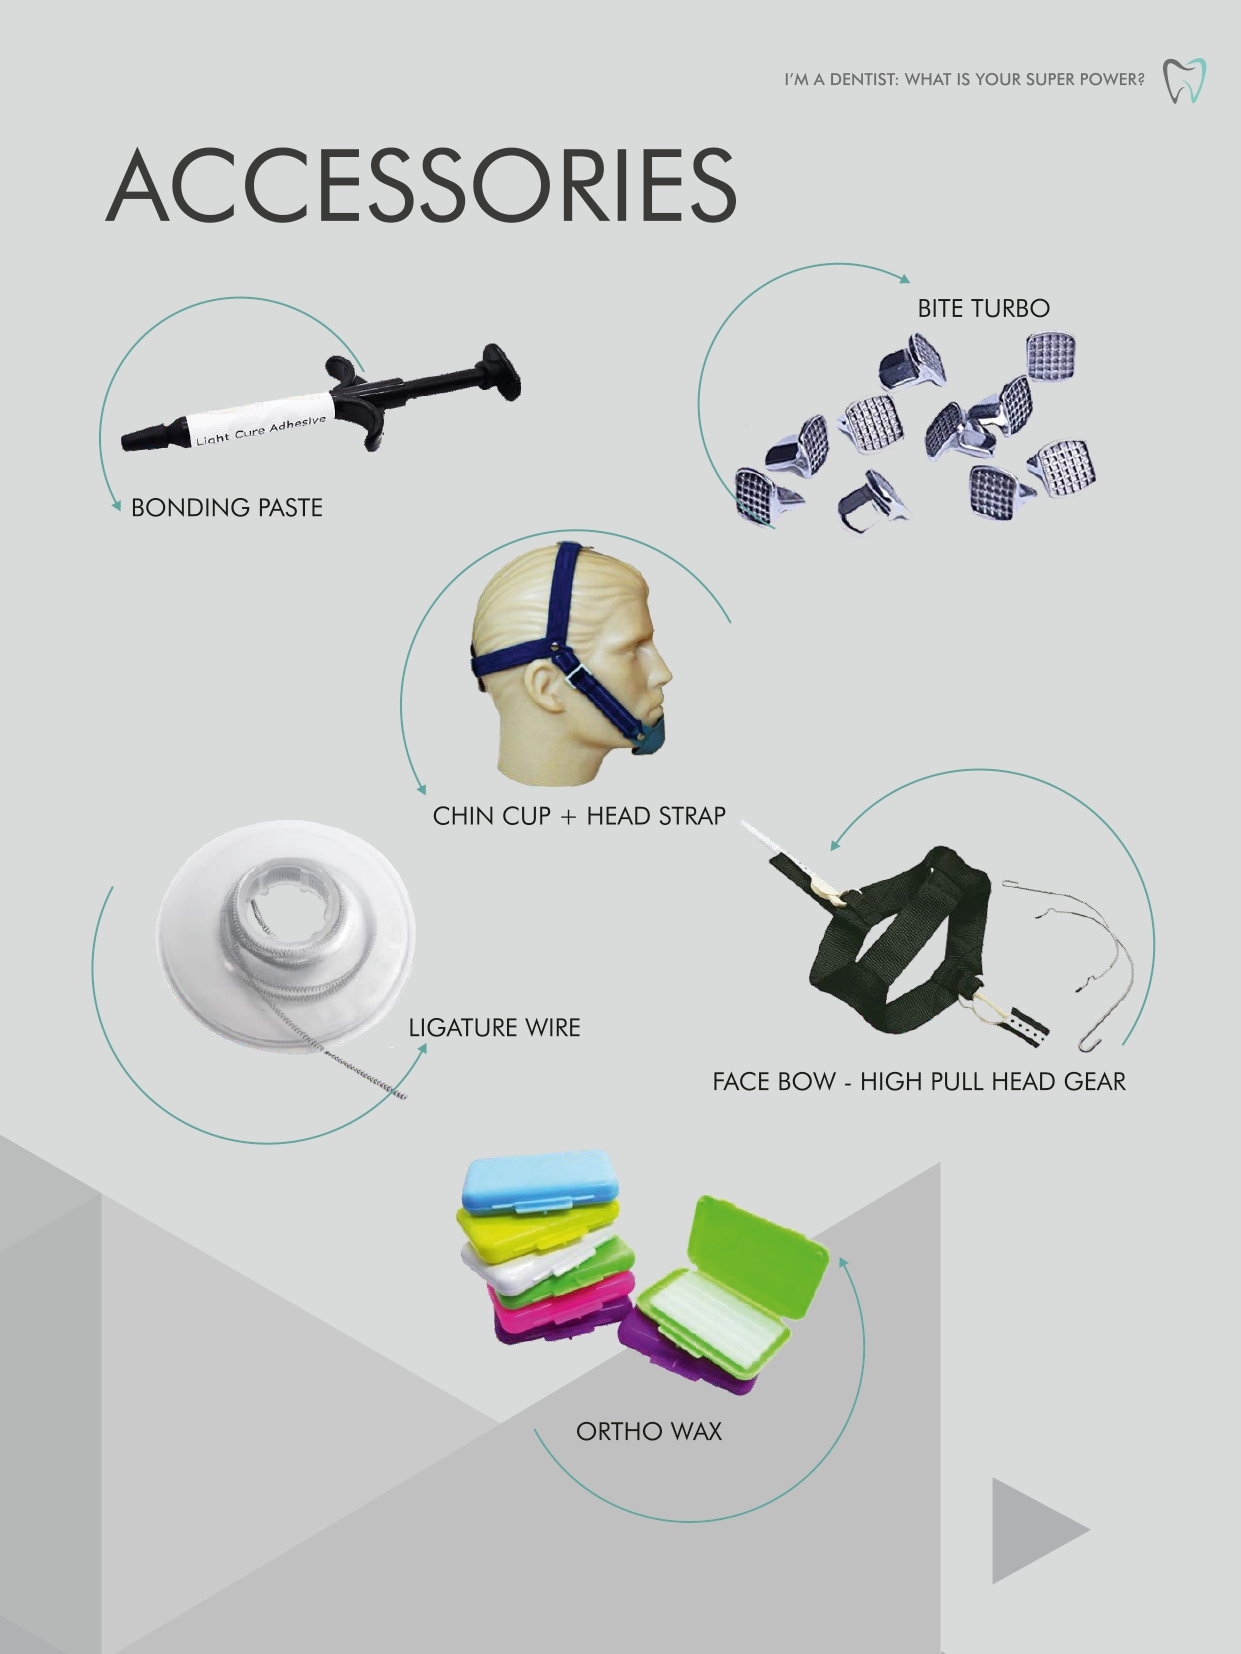 I'M A DENTIST: WHAT IS YOUR SUPER POWER?
ACCESSORIES
BITE TURBO
Light Cure Adhesive
BONDING PASTE
CHIN CUP + HEAD STRAP
LIGATURE WIRE
FACE BOW - HIGH PULL HEAD GEAR
ORTHO WAX